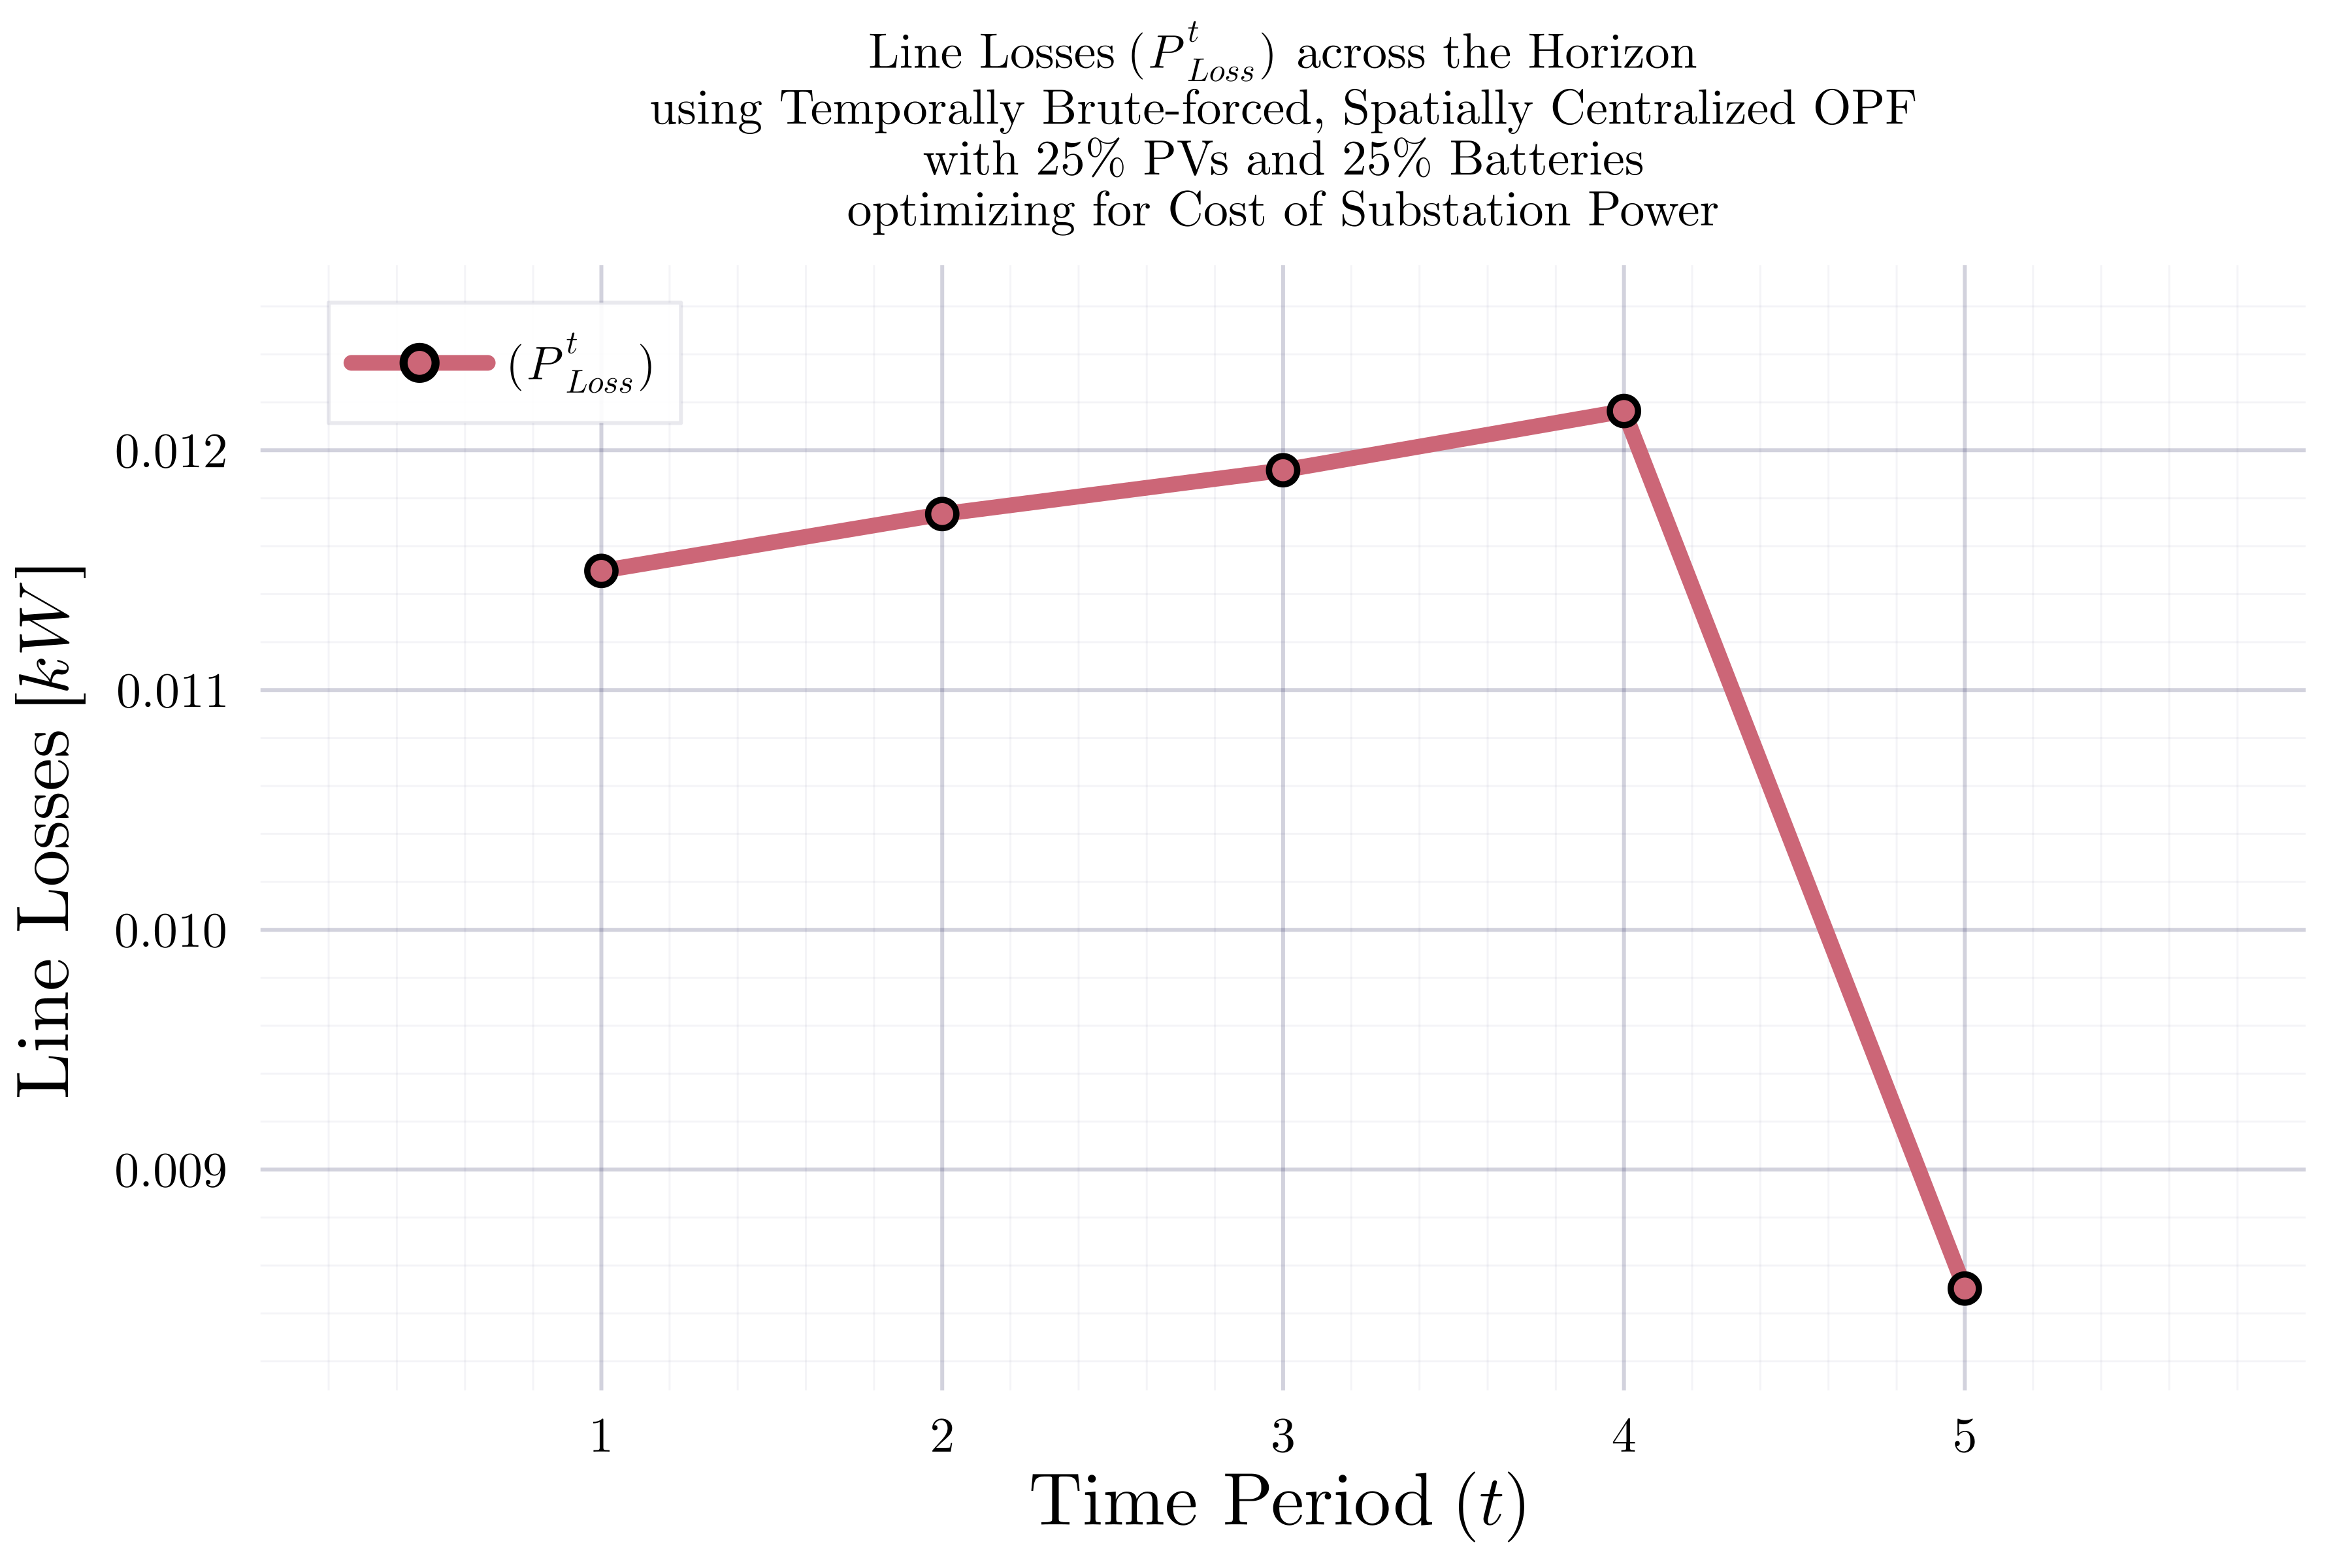 Line Losses (P^t_Loss) across the Horizon
using Temporally Brute-forced, Spatially Centralized OPF
with 25% PVs and 25% Batteries
optimizing for Cost of Substation Power
(P^t_Loss)
Line Losses [kW]
0.012
0.011
0.010
0.009
1 2 3 4 5
Time Period (t)